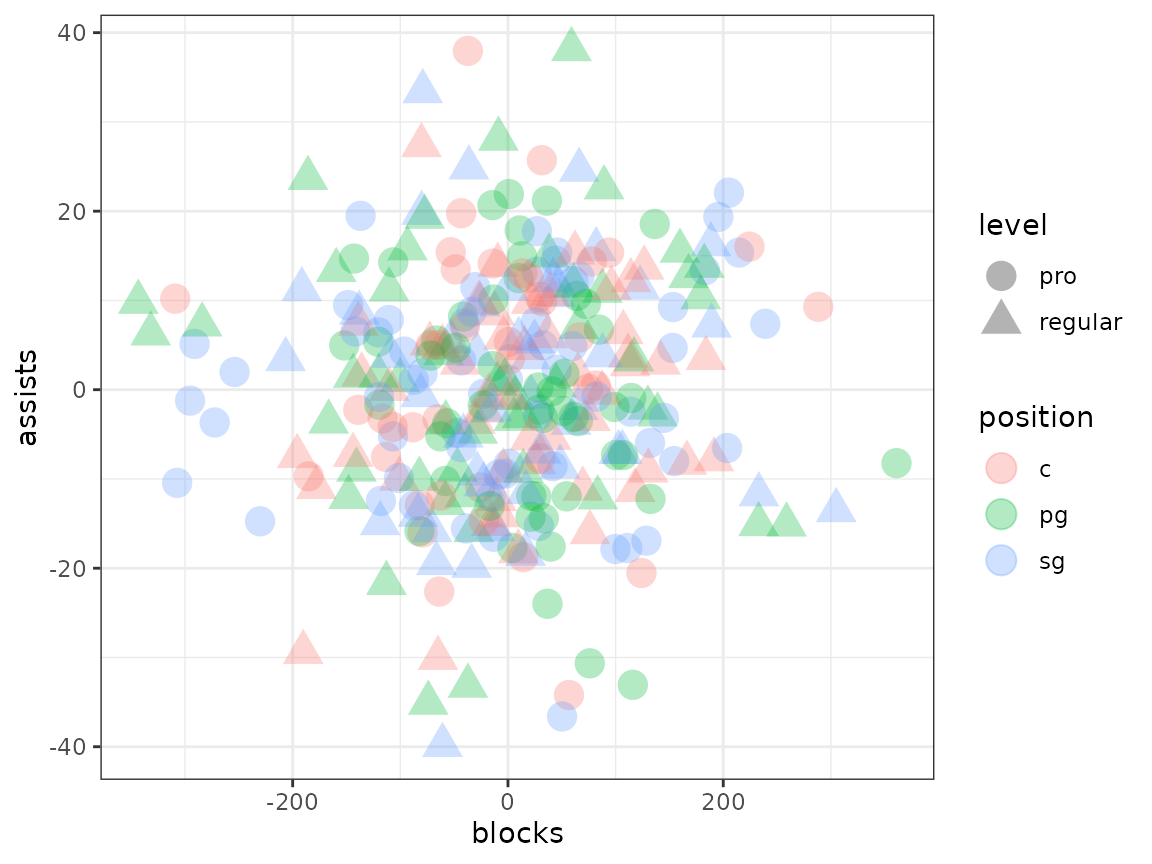 40
20
0
-20
-40
assists
-200 0 200
blocks
level
pro
regular
position
c
pg
sg